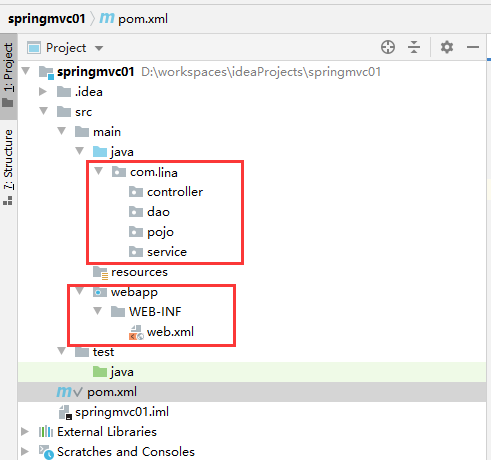 springmvc01 pom.xml
Project
1: Project
7: Structure
springmvc01 D:\workspaces\ideaProjects\springmvc01
.idea
src
main
java
com.lina
controller
dao
pojo
service
resources
webapp
WEB-INF
web.xml
test
java
pom.xml
springmvc01.iml
External Libraries
Scratches and Consoles